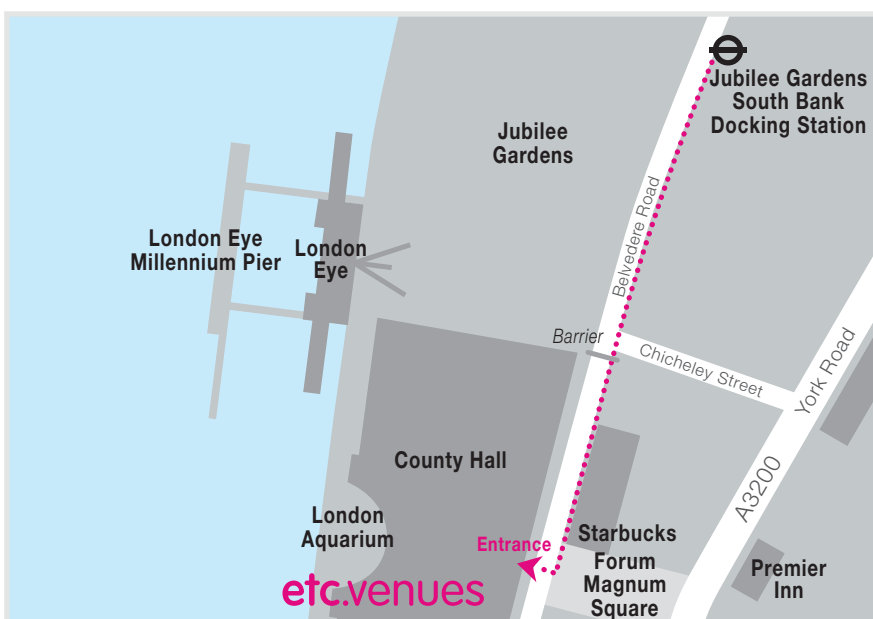 Jubilee Gardens
South Bank
Docking Station
Jubilee
Gardens
Belvedere Road
London Eye
Millennium Pier
London
Eye
Barrier
Chicheley Street
York Road
County Hall
A3200
London
Aquarium
Entrance
Starbucks
Forum
Magnum
Square
Premier
Inn
etc.venues